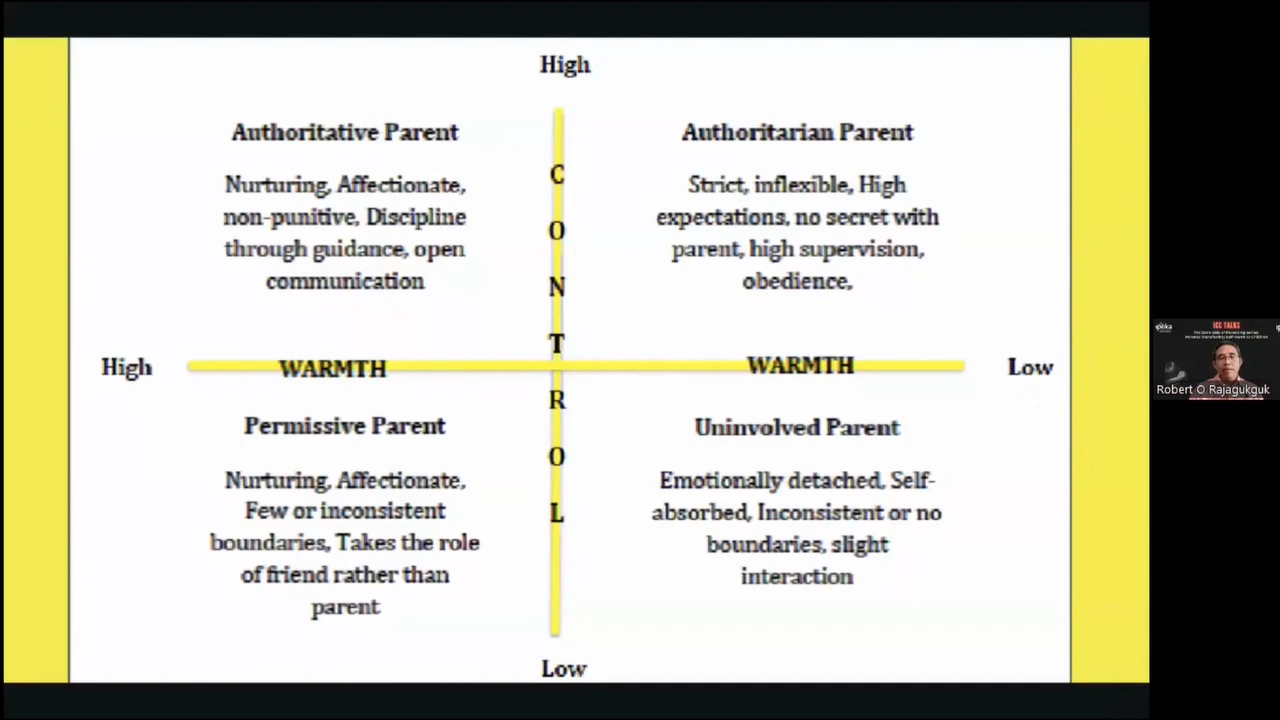 High
Authoritative Parent
Nurturing, Affectionate,
non-punitive, Discipline
through guidance, open
communication
Authoritarian Parent
Strict, inflexible, High
expectations, no secret with
parent, high supervision,
obedience,
C
O
N
T
R
O
L
High
WARMTH
WARMTH
Low
Permissive Parent
Nurturing, Affectionate,
Few or inconsistent
boundaries, Takes the role
of friend rather than
parent
Uninvolved Parent
Emotionally detached, Self-
absorbed, Inconsistent or no
boundaries, slight
interaction
Low
ICC TALKS
Robert O Rajagukguk